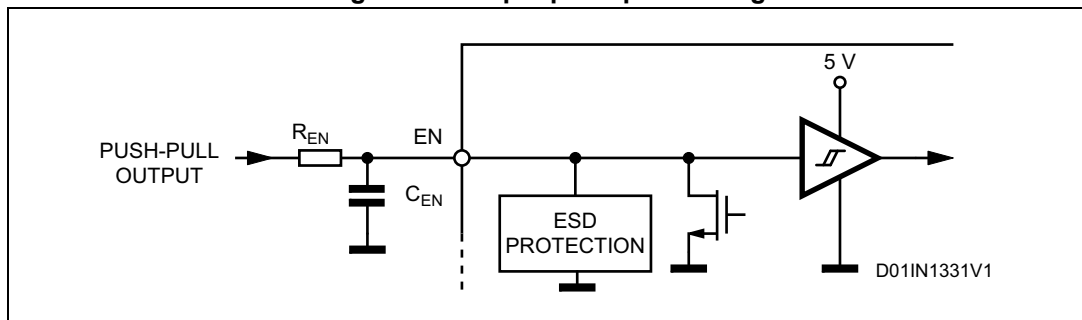 5 V
R_EN
EN
PUSH-PULL
OUTPUT
C_EN
ESD
PROTECTION
D01IN1331V1